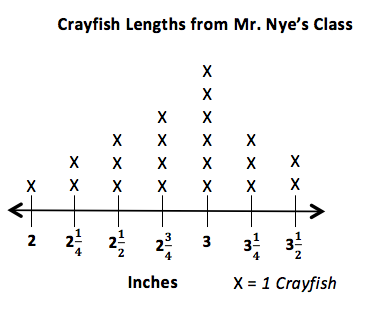 Crayfish Lengths from Mr. Nye's Class
X
X
X X
X X X X
X X X X X X
X X X X X X X
2 2 1/4 2 1/2 2 3/4 3 3 1/4 3 1/2
Inches X = 1 Crayfish